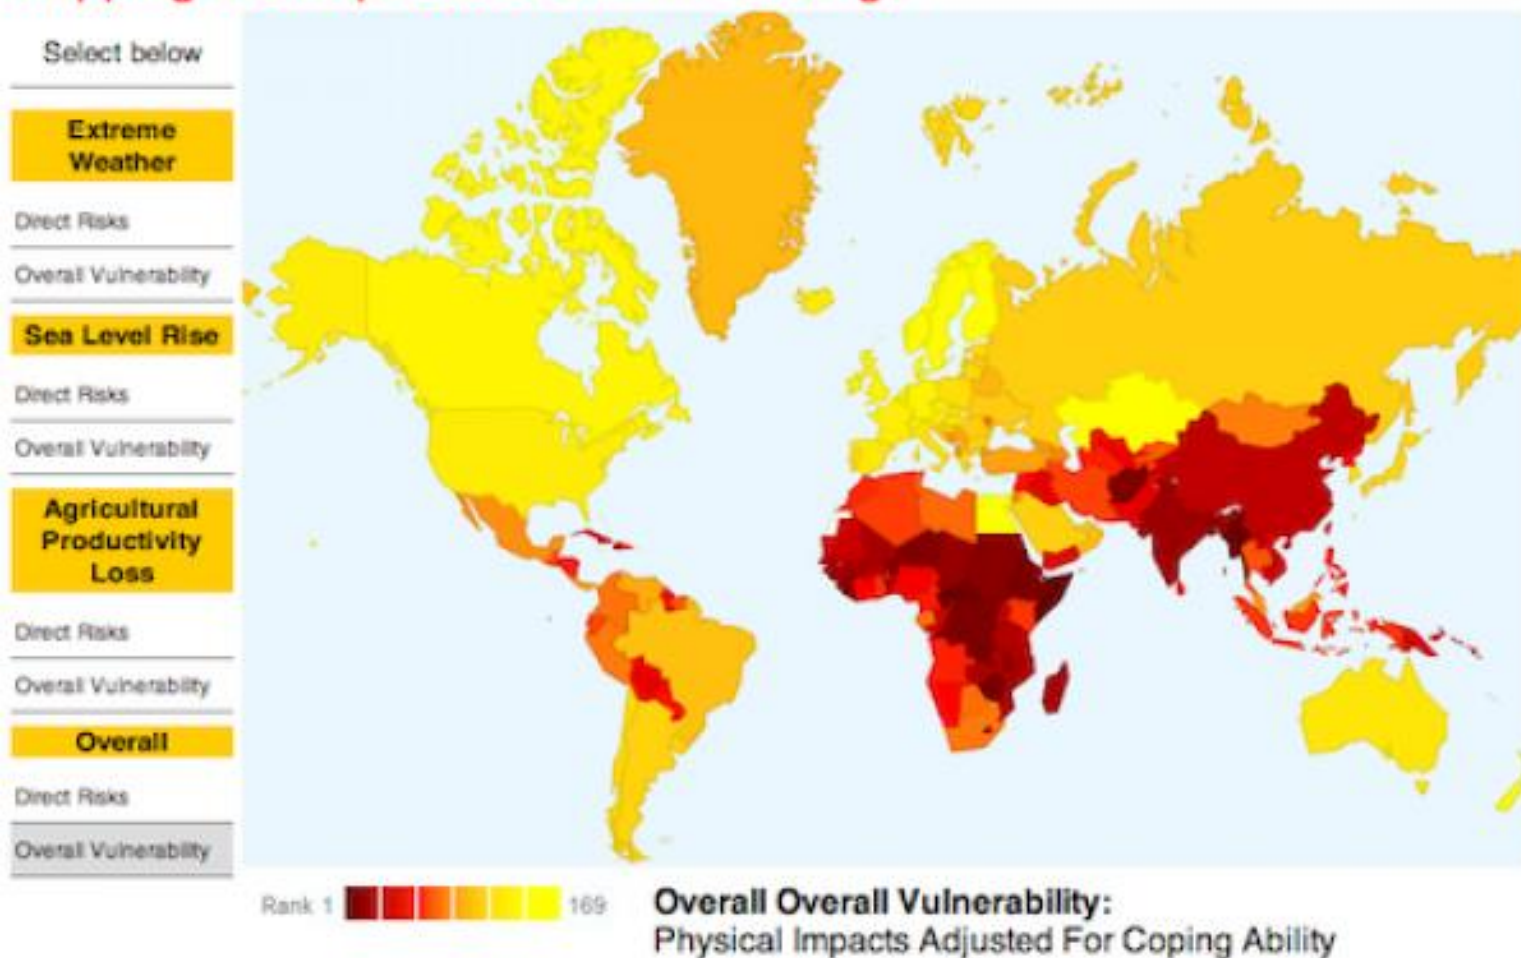 Select below
Extreme
Weather
Direct Risks
Overall Vulnerability
Sea Level Rise
Direct Risks
Overall Vulnerability
Agricultural
Productivity
Loss
Direct Risks
Overall Vulnerability
Overall
Direct Risks
Overall Vulnerability
Rank 1
169
Overall Overall Vulnerability:
Physical Impacts Adjusted For Coping Ability